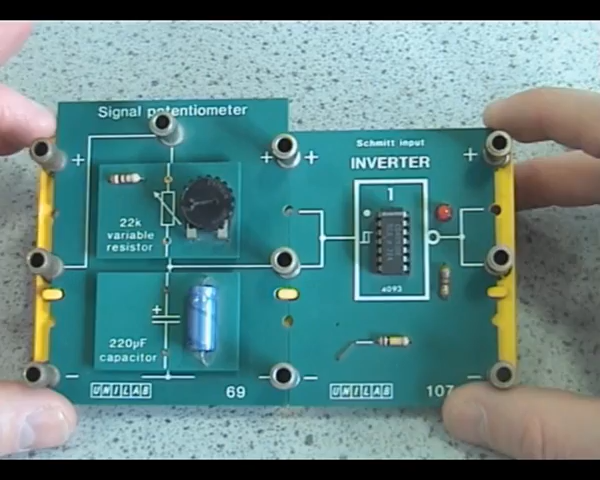 Signal potentiometer
+
+
22k
variable
resistor
+
220µF
capacitor
−
UNILAB
69
Schmitt input
INVERTER
+
+
1
4093
−
−
UNILAB
107